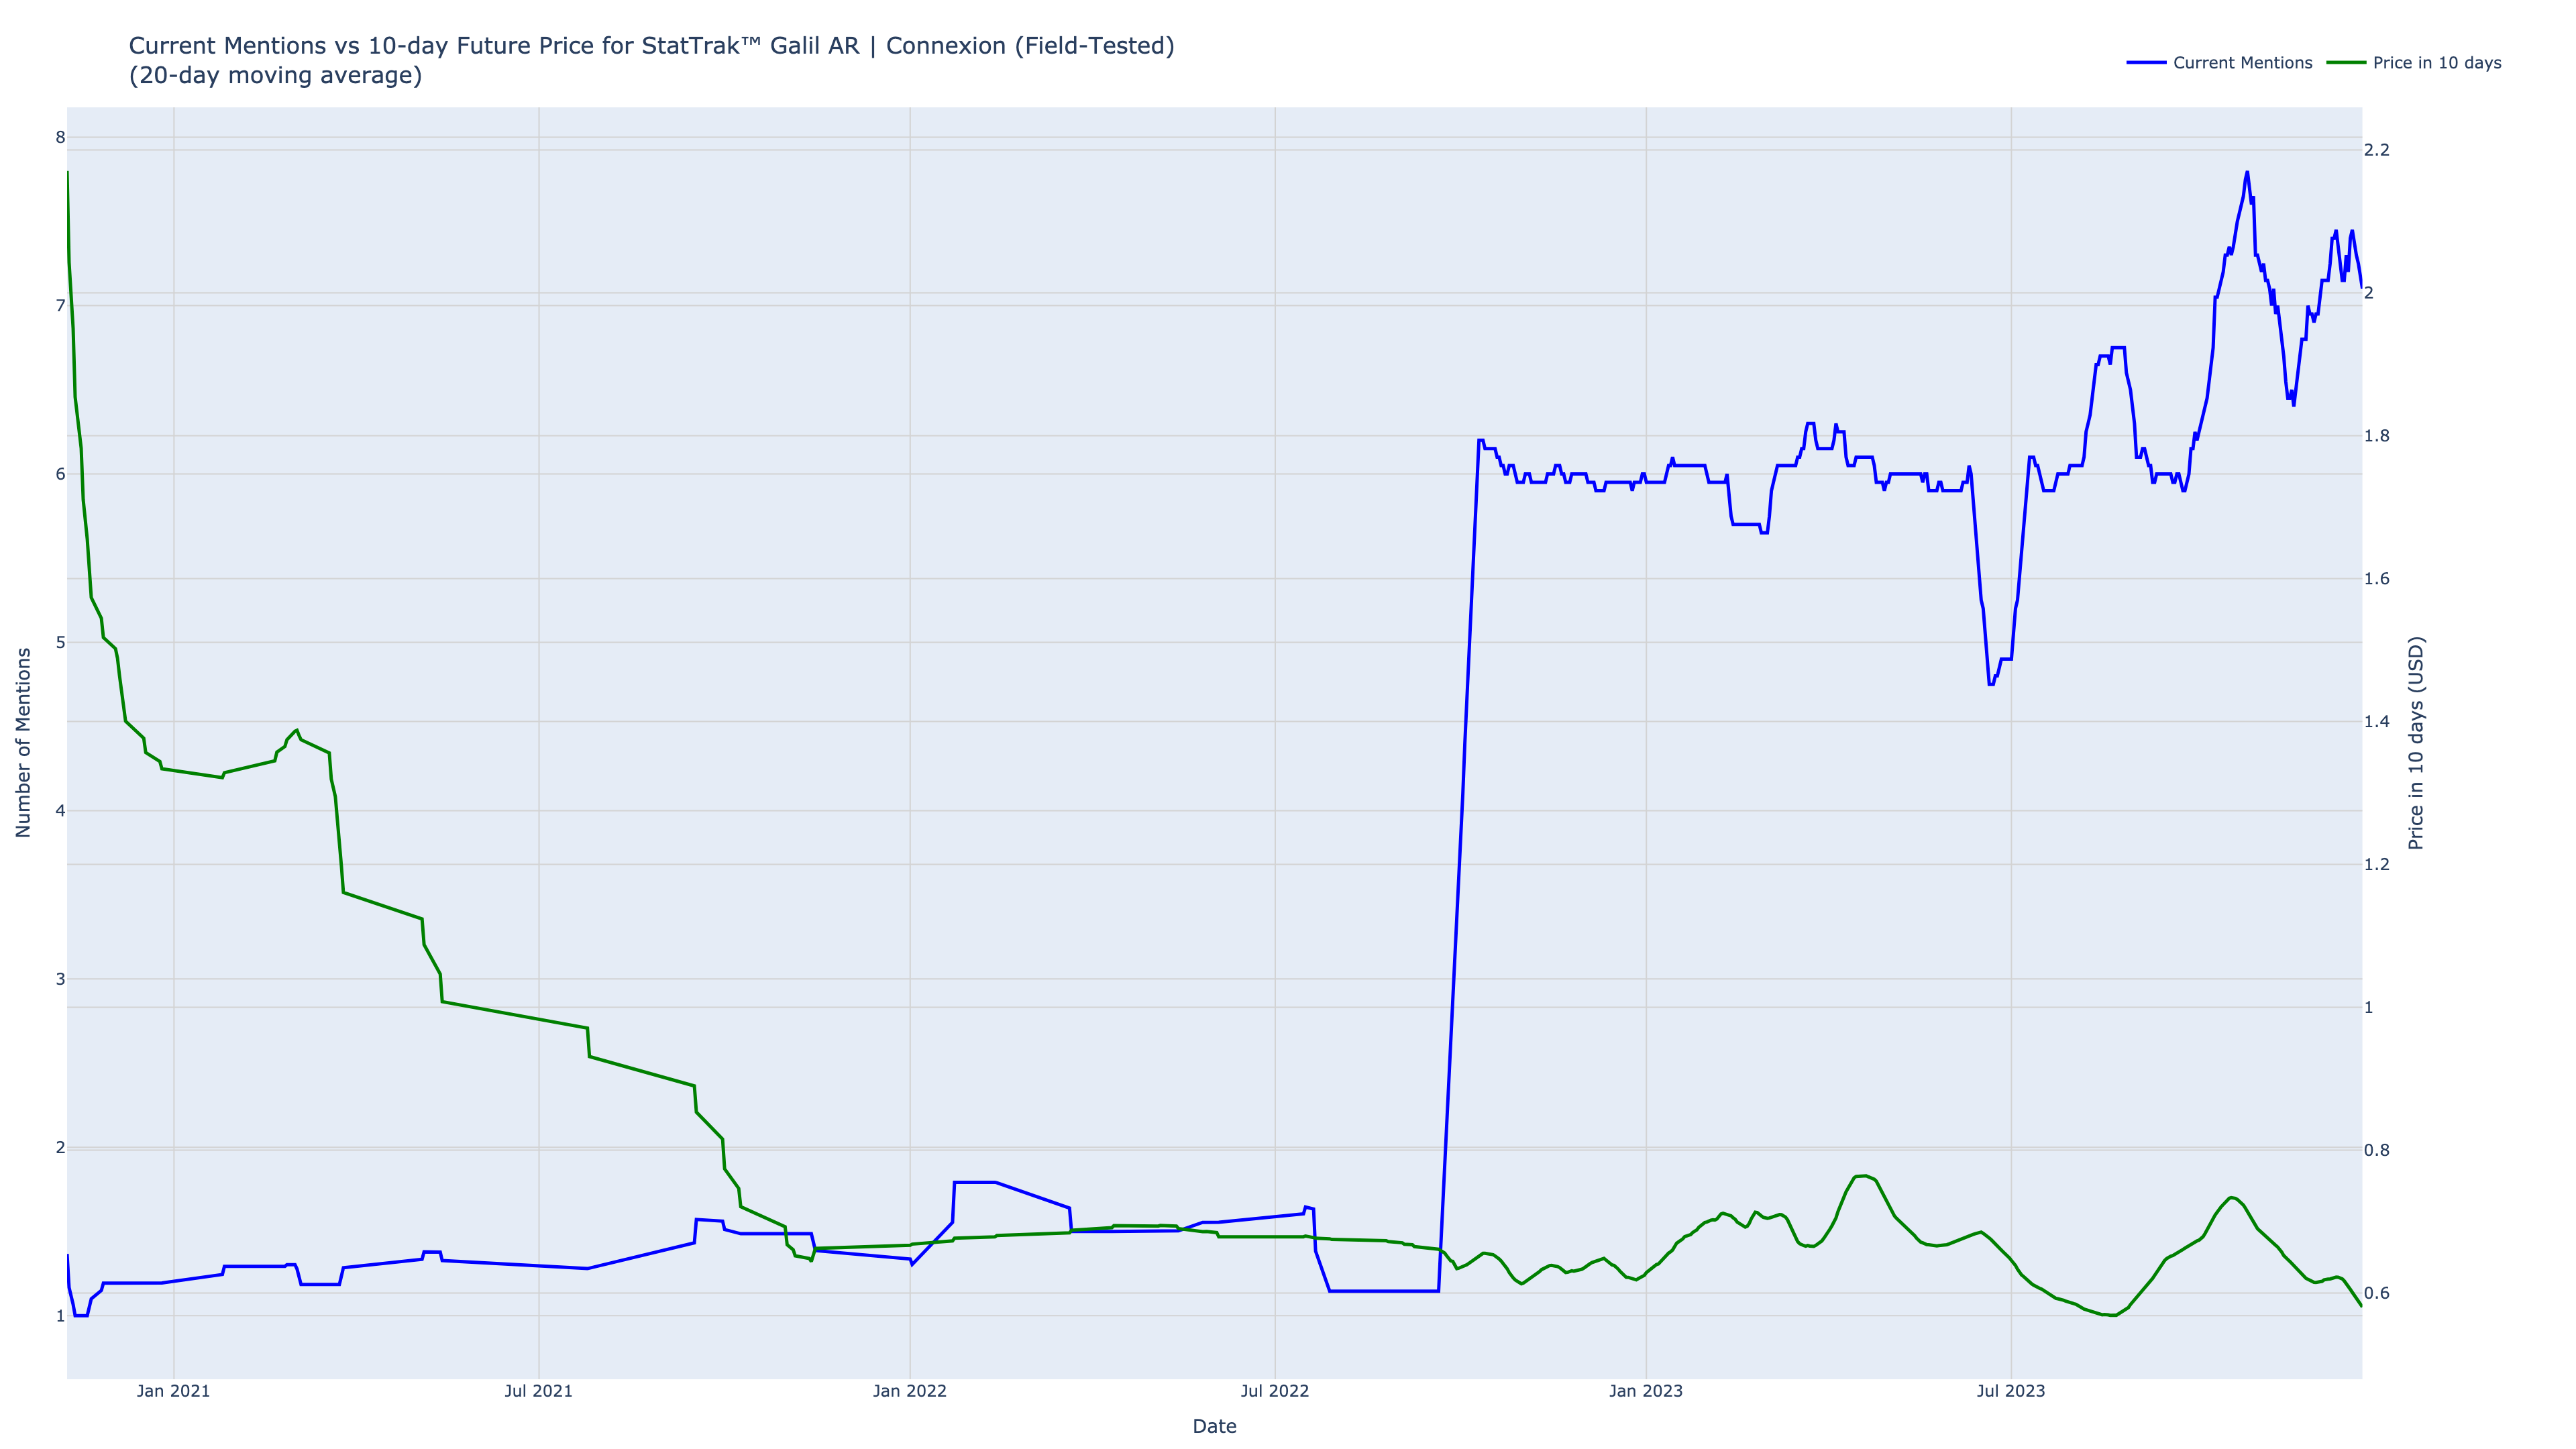 Current Mentions vs 10-day Future Price for StatTrak™ Galil AR | Connexion (Field-Tested)
(20-day moving average)
Current Mentions
Price in 10 days
8
7
6
5
4
3
2
1
Number of Mentions
2.2
2
1.8
1.6
1.4
1.2
1
0.8
0.6
Price in 10 days (USD)
Jan 2021
Jul 2021
Jan 2022
Jul 2022
Jan 2023
Jul 2023
Date